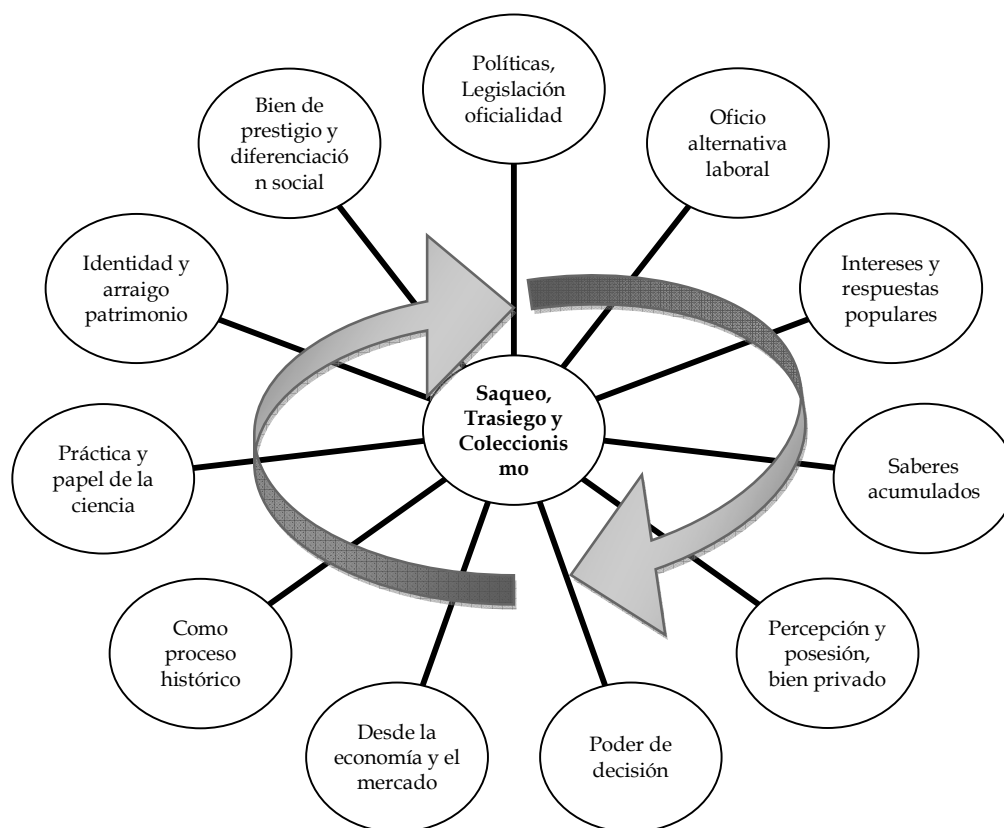 Políticas,
Legislación
oficialidad
Oficio
alternativa
laboral
Intereses y
respuestas
populares
Saberes
acumulados
Percepción y
posesión,
bien privado
Poder de
decisión
Desde la
economía y el
mercado
Como
proceso
histórico
Práctica y
papel de la
ciencia
Identidad y
arraigo
patrimonio
Bien de
prestigio y
diferenciació
n social
Saqueo,
Trasiego y
Coleccionis
mo